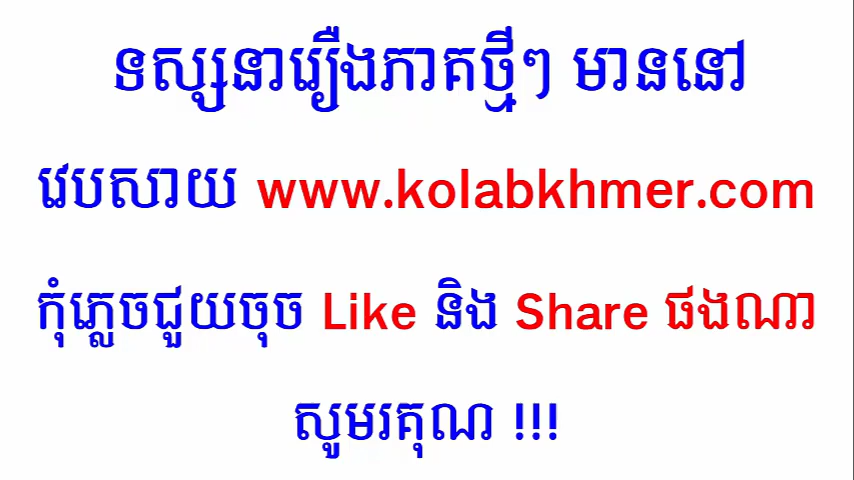 ទស្សនារឿងភាគថ្មីៗ មាននៅ
វេបសាយ www.kolabkhmer.com
កុំភ្លេចជួយចុច Like និង Share ផងណា
សូមរគុណ !!!